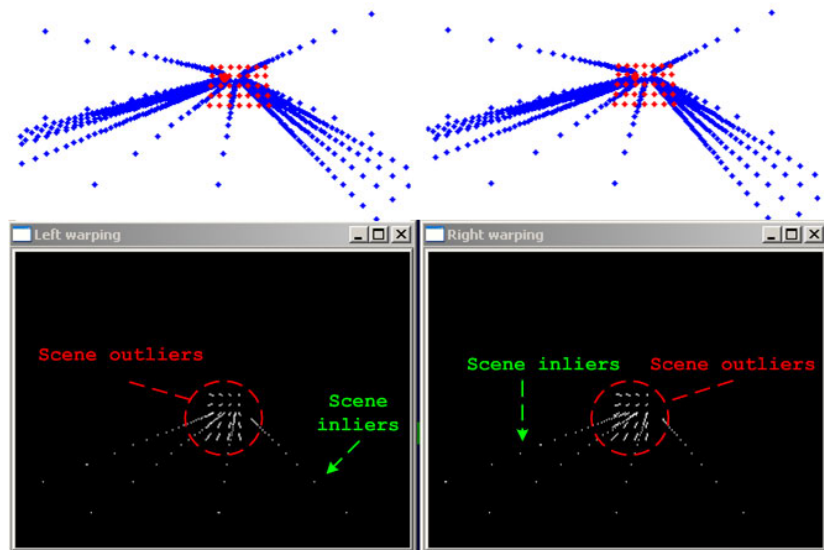 Left warping
Scene outliers
Scene
inliers
Right warping
Scene inliers
Scene outliers